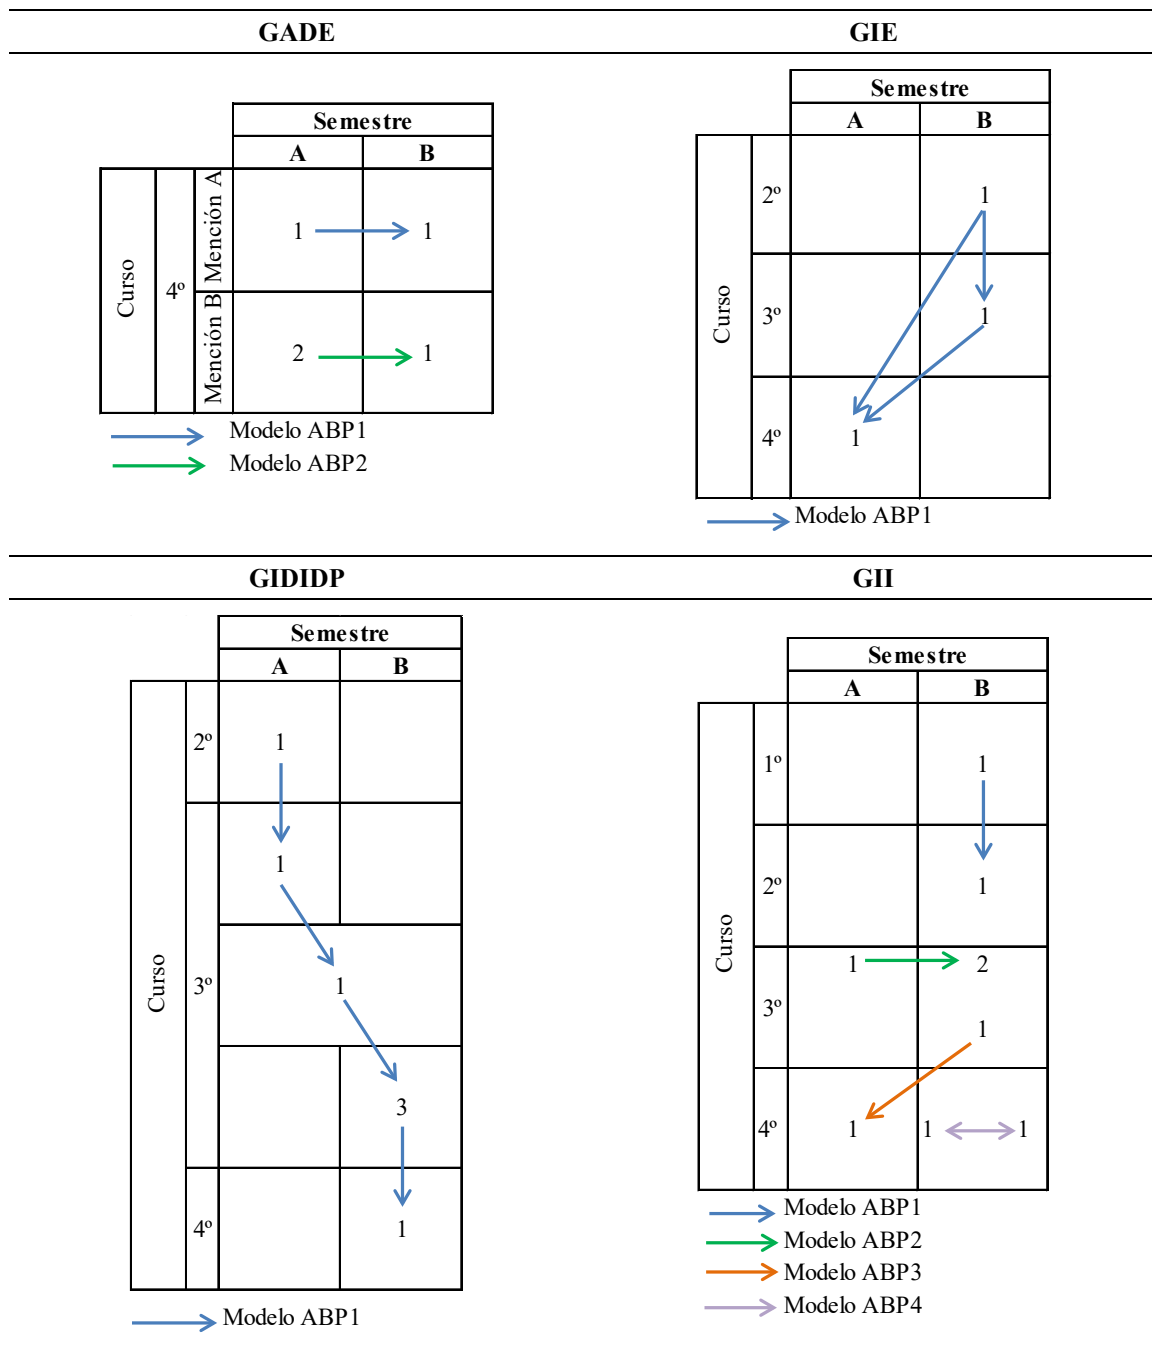 GADE
GIE
Semestre
A B
Curso
4º
Mención A
1 1
Mención B
2 1
Modelo ABP1
Modelo ABP2
Semestre
A B
Curso
2º 1
3º 1
4º 1
Modelo ABP1
GIDIDP
GII
Semestre
A B
Curso
2º 1
1
3º 1
3
4º 1
Modelo ABP1
Semestre
A B
Curso
1º 1
2º 1
1 2
3º
1
4º 1 1 1
Modelo ABP1
Modelo ABP2
Modelo ABP3
Modelo ABP4